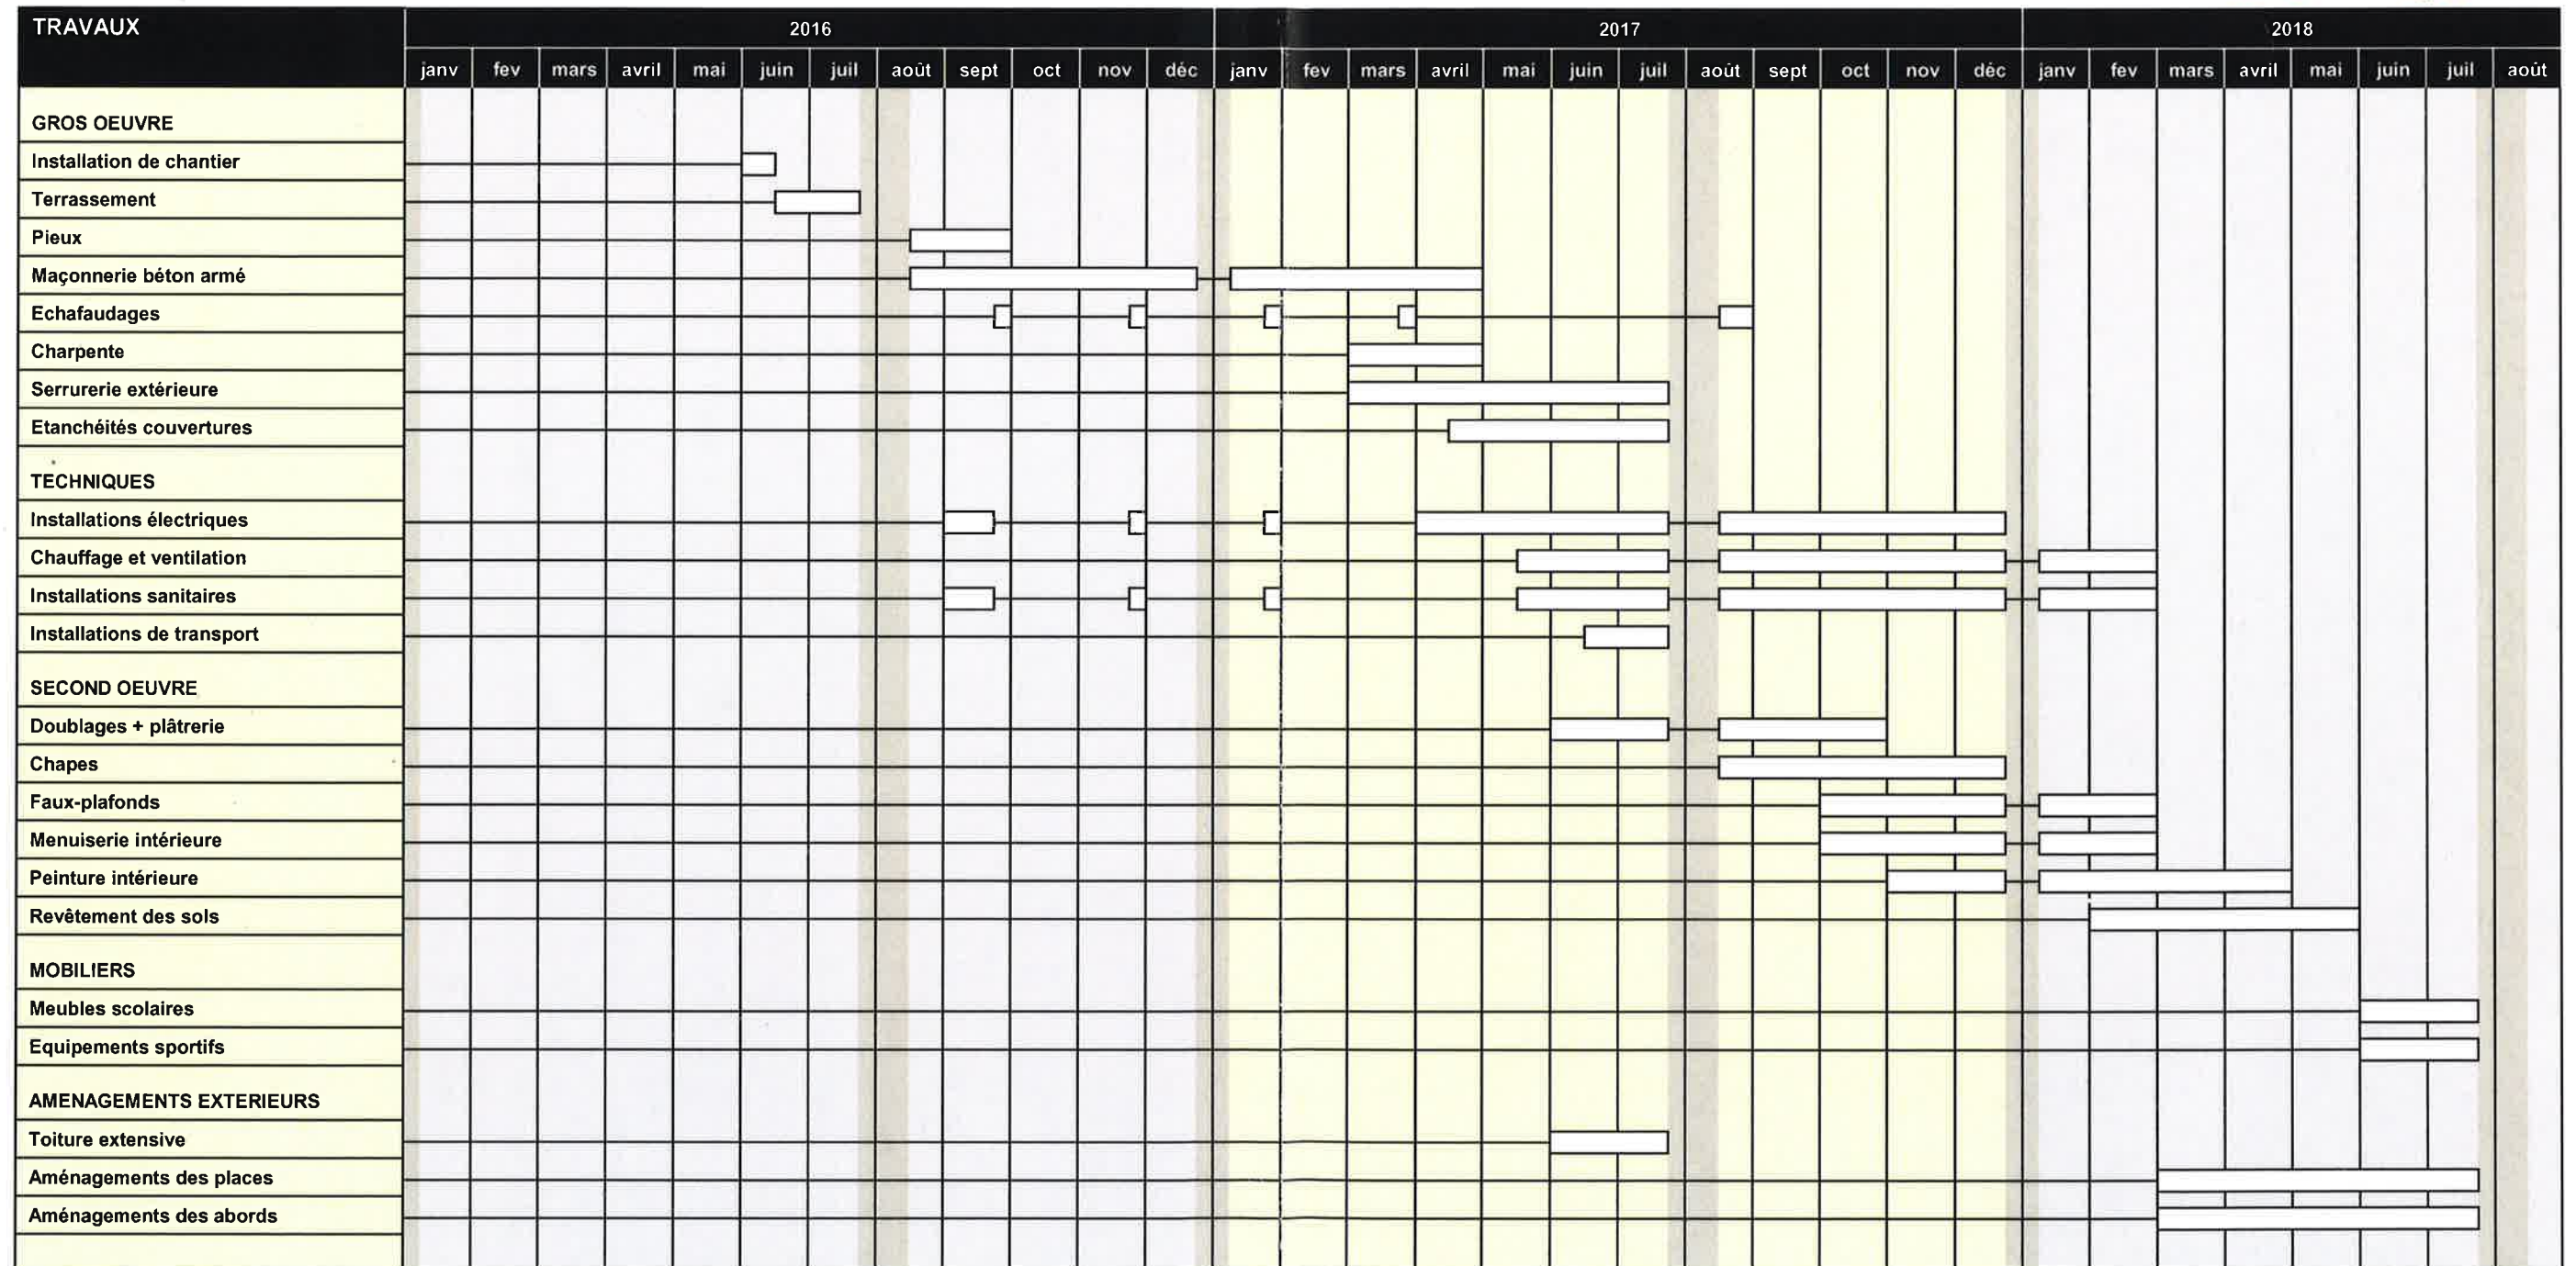 TRAVAUX 2016 2017 2018
janv fev mars avril mai juin juil août sept oct nov déc janv fev mars avril mai juin juil août sept oct nov déc janv fev mars avril mai juin juil août
GROS OEUVRE
Installation de chantier
Terrassement
Pieux
Maçonnerie béton armé
Echafaudages
Charpente
Serrurerie extérieure
Etanchéités couvertures
TECHNIQUES
Installations électriques
Chauffage et ventilation
Installations sanitaires
Installations de transport
SECOND OEUVRE
Doublages + plâtrerie
Chapes
Faux-plafonds
Menuiserie intérieure
Peinture intérieure
Revêtement des sols
MOBILIERS
Meubles scolaires
Equipements sportifs
AMENAGEMENTS EXTERIEURS
Toiture extensive
Aménagements des places
Aménagements des abords